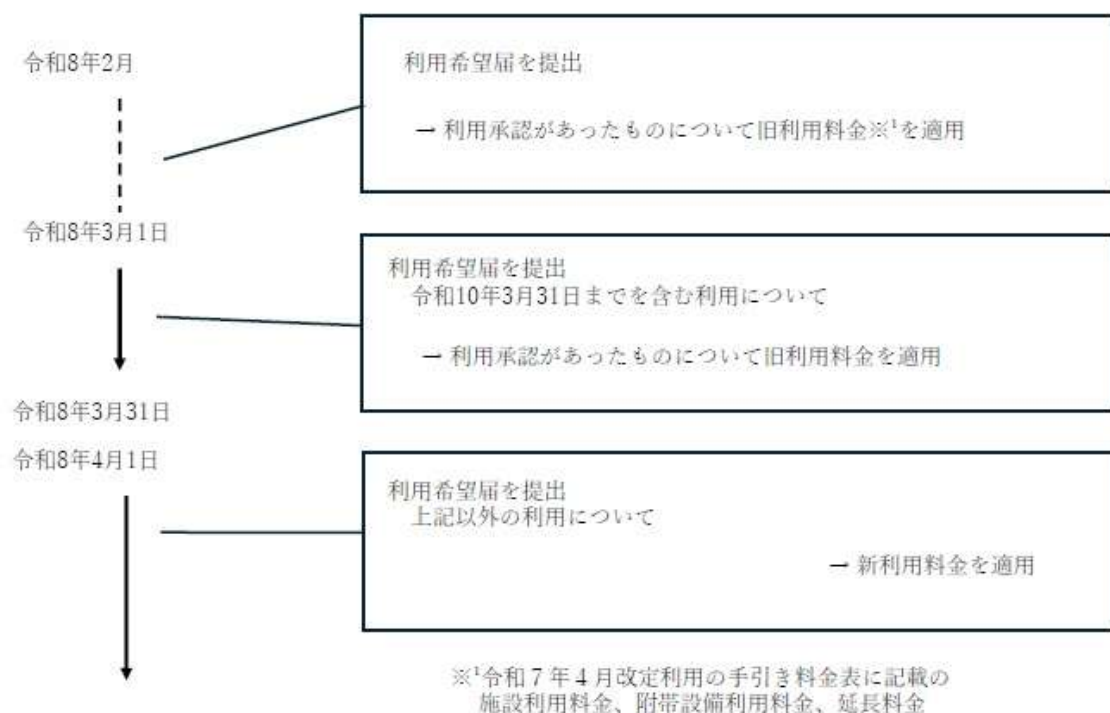 令和8年2月
利用希望届を提出
→ 利用承認があったものについて旧利用料金※¹を適用
令和8年3月1日
利用希望届を提出
令和10年3月31日までを含む利用について
→ 利用承認があったものについて旧利用料金を適用
令和8年3月31日
令和8年4月1日
利用希望届を提出
上記以外の利用について
→ 新利用料金を適用
※¹令和７年４月改定利用の手引き料金表に記載の
施設利用料金、附帯設備利用料金、延長料金